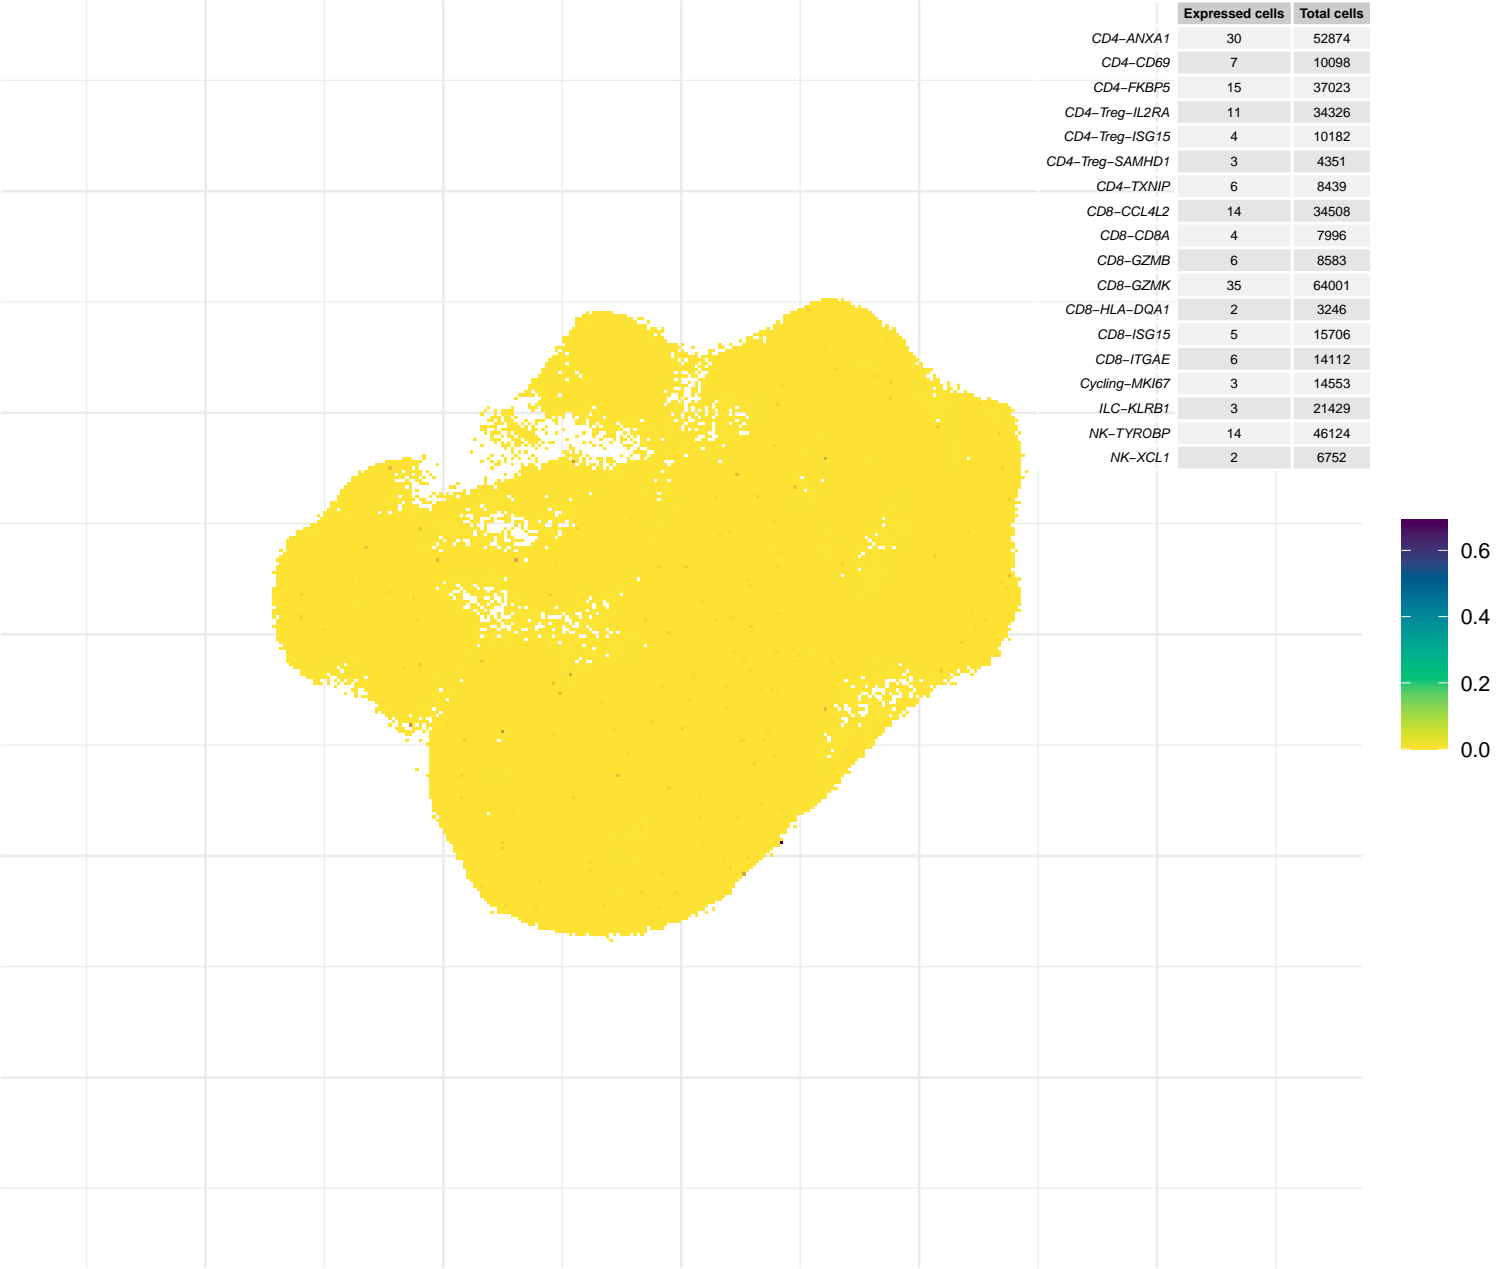 Expressed cells Total cells
CD4−ANXA1 30 52874
CD4−CD69 7 10098
CD4−FKBP5 15 37023
CD4−Treg−IL2RA 11 34326
CD4−Treg−ISG15 4 10182
CD4−Treg−SAMHD1 3 4351
CD4−TXNIP 6 8439
CD8−CCL4L2 14 34508
CD8−CD8A 4 7996
CD8−GZMB 6 8583
CD8−GZMK 35 64001
CD8−HLA−DQA1 2 3246
CD8−ISG15 5 15706
CD8−ITGAE 6 14112
Cycling−MKI67 3 14553
ILC−KLRB1 3 21429
NK−TYROBP 14 46124
NK−XCL1 2 6752
0.6
0.4
0.2
0.0